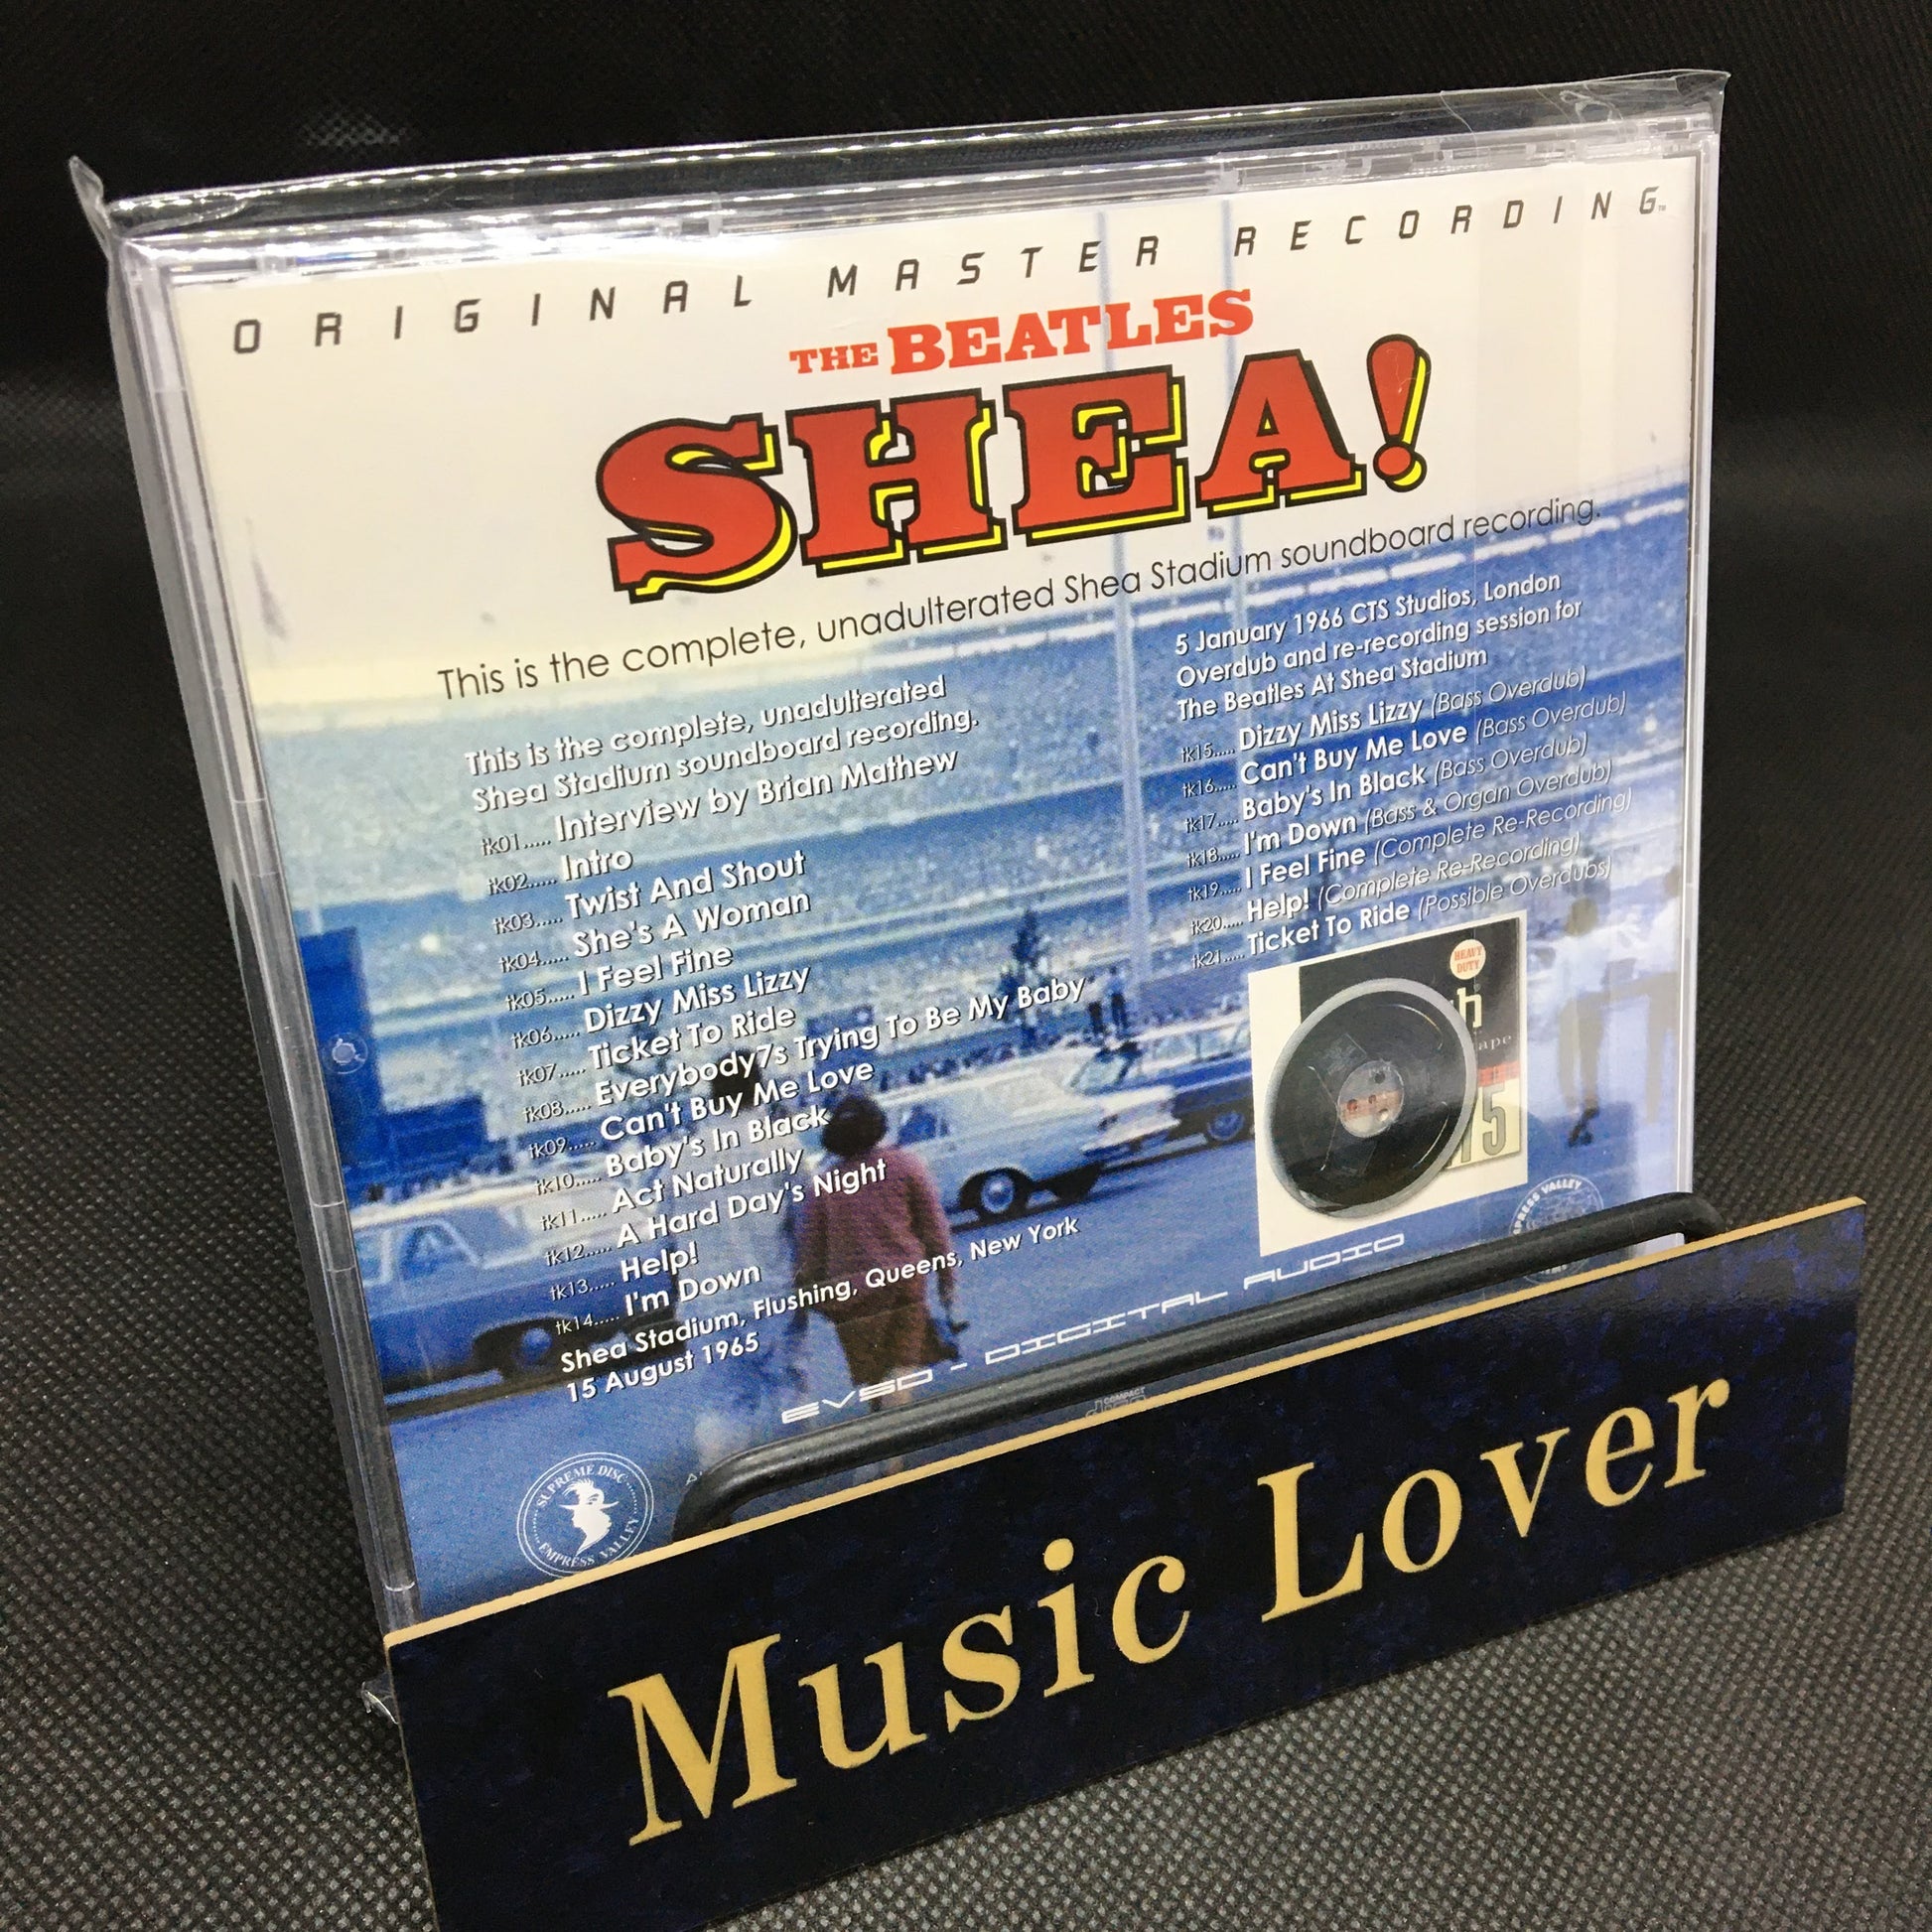 ORIGINAL MASTER RECORDING™
THE BEATLES
SHEA!
This is the complete, unadulterated Shea Stadium soundboard recording.
This is the complete, unadulterated
Shea Stadium soundboard recording.
tk01..... Interview by Brian Mathew
tk02..... Intro
tk03..... Twist And Shout
tk04..... She's A Woman
tk05..... I Feel Fine
tk06..... Dizzy Miss Lizzy
tk07..... Ticket To Ride
tk08..... Everybody7s Trying To Be My Baby
tk09..... Can't Buy Me Love
tk10..... Baby's In Black
tk11..... Act Naturally
tk12..... A Hard Day's Night
tk13..... Help!
tk14..... I'm Down
Shea Stadium, Flushing, Queens, New York
15 August 1965
5 January 1966 CTS Studios, London
Overdub and re-recording session for
The Beatles At Shea Stadium
tk15..... Dizzy Miss Lizzy (Bass Overdub)
tk16..... Can't Buy Me Love (Bass Overdub)
tk17..... Baby's In Black (Bass Overdub)
tk18..... I'm Down (Bass & Organ Overdub)
tk19..... I Feel Fine (Complete Re-Recording)
tk20..... Help! (Complete Re-Recording)
tk21..... Ticket To Ride (Possible Overdubs)
HEAVY
DUTY
EVSD - DIGITAL AUDIO
COMPACT
SUPREME DISC
EMPRESS VALLEY
Music Lover